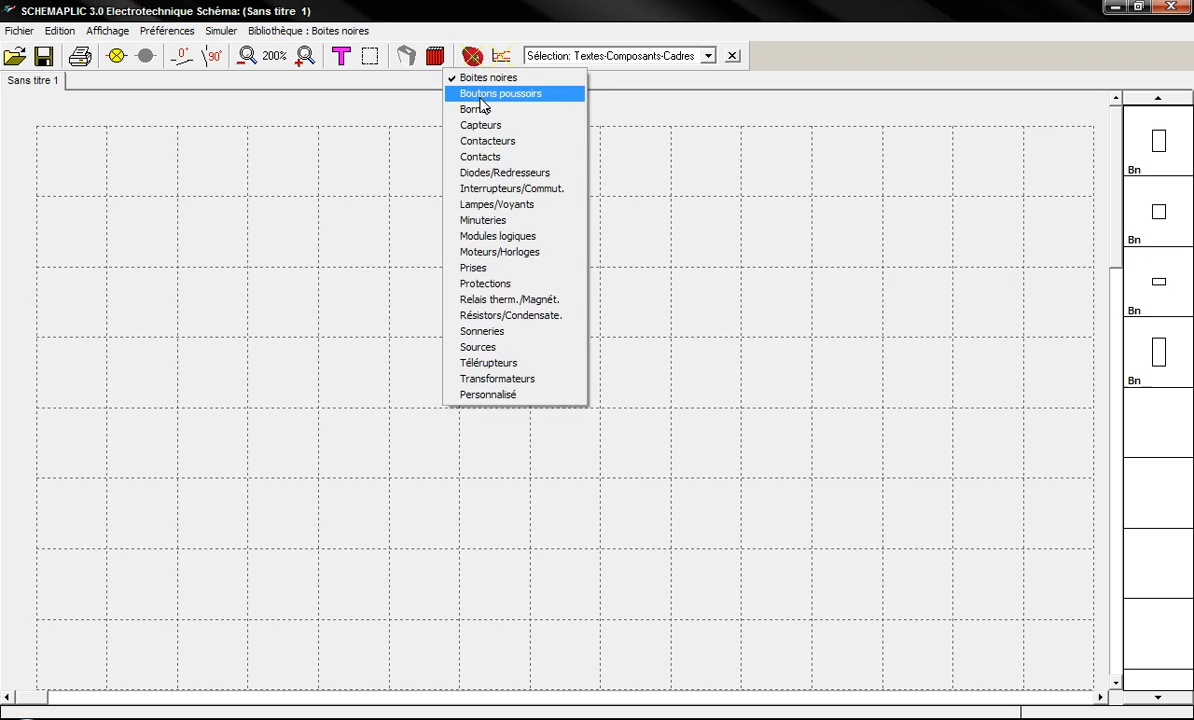 SCHEMAPLIC 3.0 Electrotechnique Schéma: (Sans titre 1)
Fichier Edition Affichage Préférences Simuler Bibliothèque : Boites noires
0° 90° 200% T Sélection: Textes-Composants-Cadres
Sans titre 1
Boites noires
Boutons poussoirs
Capteurs
Contacteurs
Contacts
Diodes/Redresseurs
Interrupteurs/Commut.
Lampes/Voyants
Minuteries
Modules logiques
Moteurs/Horloges
Prises
Protections
Relais therm./Magnét.
Résistors/Condensate.
Sonneries
Sources
Télérupteurs
Transformateurs
Personnalisé
Bn
Bn
Bn
Bn